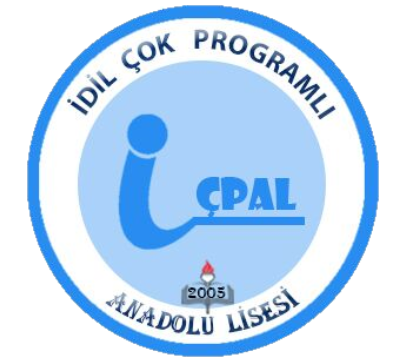 İDİL ÇOK PROGRAMLI
i ÇPAL
2005
ANADOLU LİSESİ